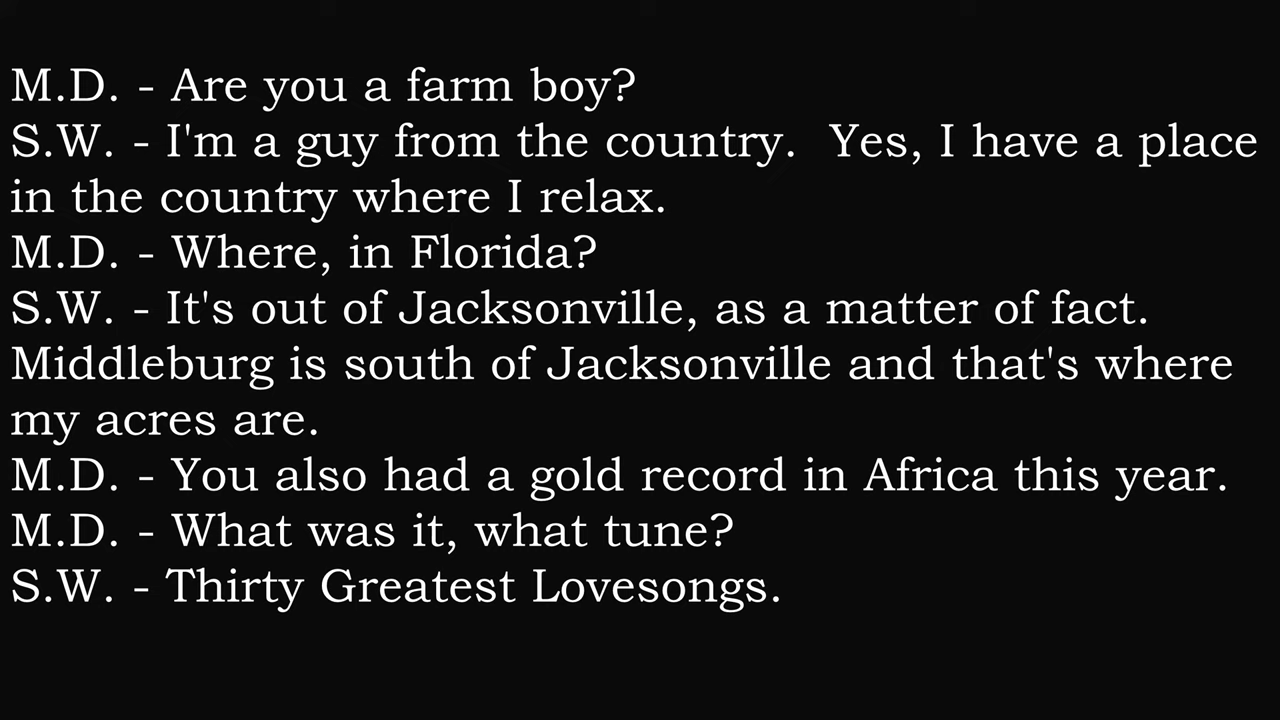 M.D. - Are you a farm boy?
S.W. - I'm a guy from the country.  Yes, I have a place
in the country where I relax.
M.D. - Where, in Florida?
S.W. - It's out of Jacksonville, as a matter of fact.
Middleburg is south of Jacksonville and that's where
my acres are.
M.D. - You also had a gold record in Africa this year.
M.D. - What was it, what tune?
S.W. - Thirty Greatest Lovesongs.